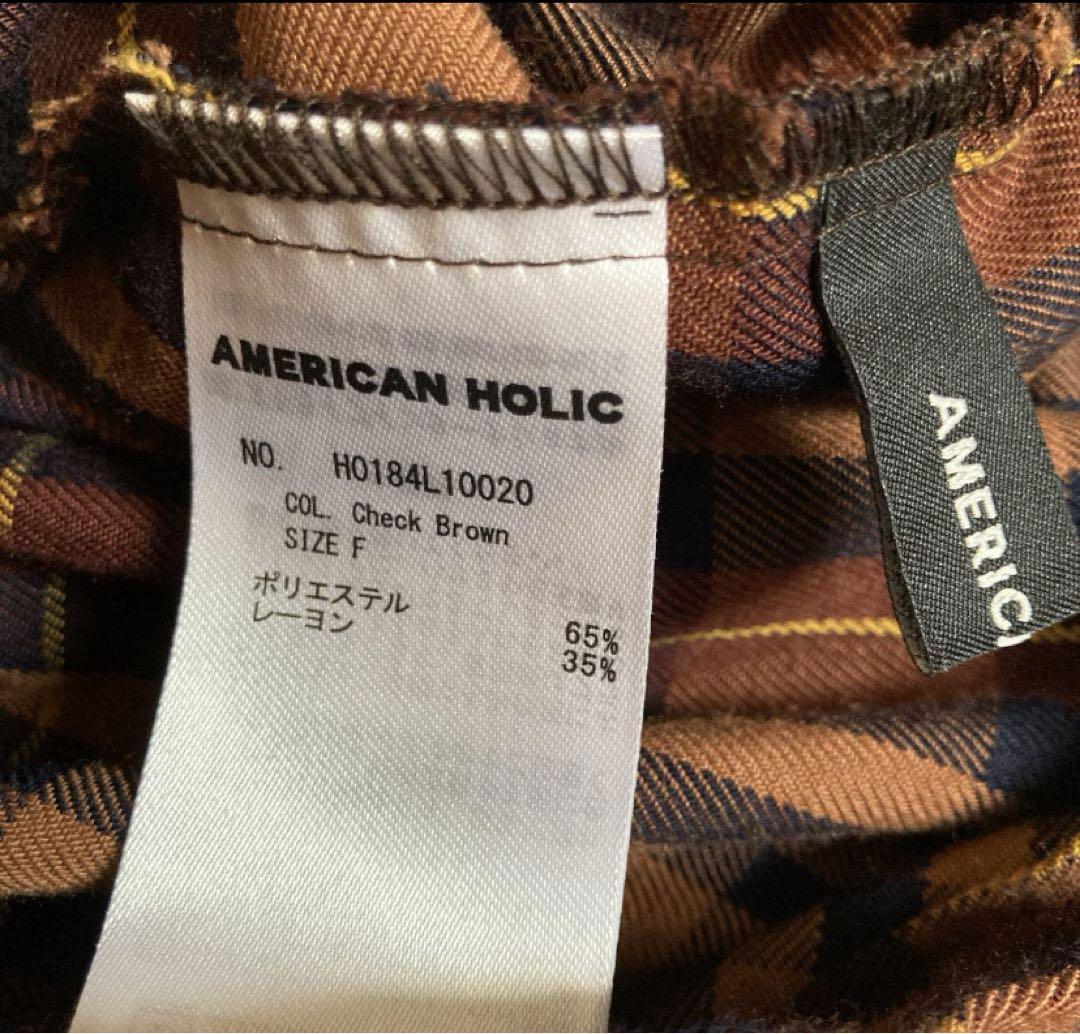 AMERICAN HOLIC
NO. H0184L10020
COL. Check Brown
SIZE F
ポリエステル 65%
レーヨン 35%
AMERIC